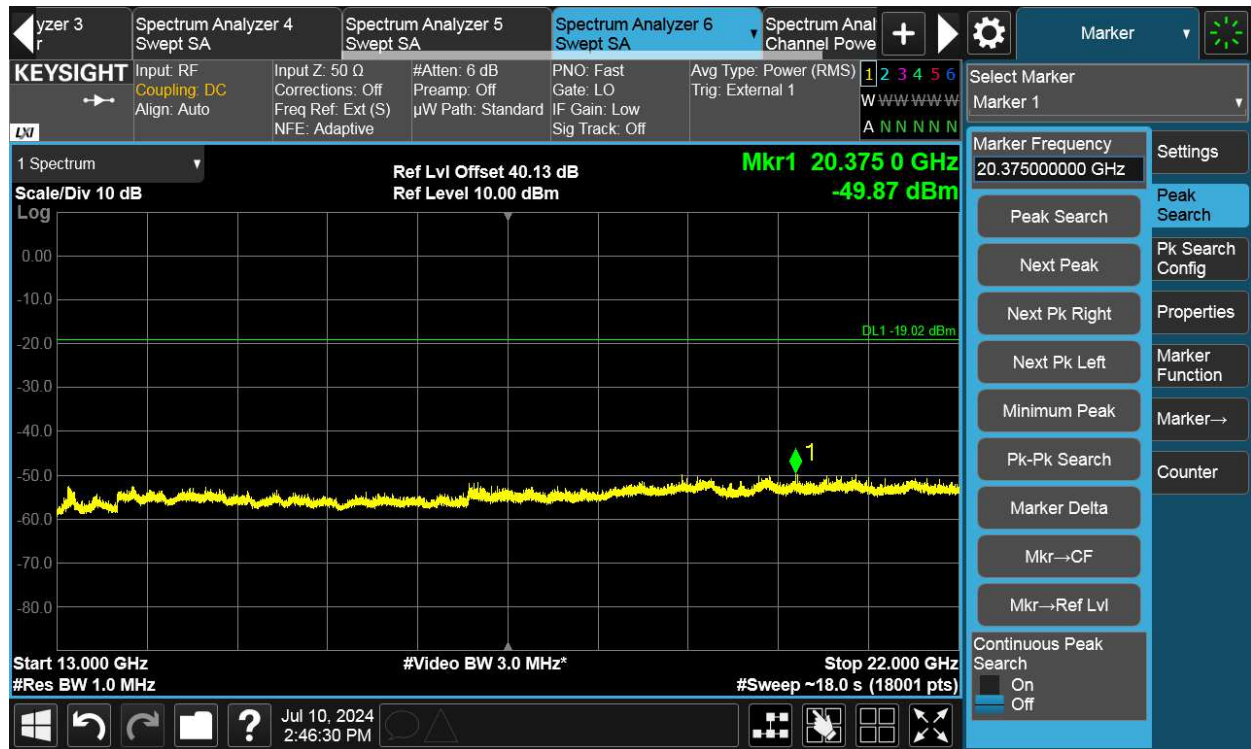 yzer 3
r
Spectrum Analyzer 4
Swept SA
Spectrum Analyzer 5
Swept SA
Spectrum Analyzer 6
Swept SA
Spectrum Anal
Channel Powe
+
Marker
KEYSIGHT
LXI
Input: RF
Coupling: DC
Align: Auto
Input Z: 50 Ω
Corrections: Off
Freq Ref: Ext (S)
NFE: Adaptive
#Atten: 6 dB
Preamp: Off
µW Path: Standard
PNO: Fast
Gate: LO
IF Gain: Low
Sig Track: Off
Avg Type: Power (RMS)
Trig: External 1
1 2 3 4 5 6
W W W W W W
A N N N N N
Select Marker
Marker 1
1 Spectrum
Scale/Div 10 dB
Log
Ref Lvl Offset 40.13 dB
Ref Level 10.00 dBm
Mkr1 20.375 0 GHz
-49.87 dBm
0.00
-10.0
-20.0
-30.0
-40.0
-50.0
-60.0
-70.0
-80.0
DL1 -19.02 dBm
1
Start 13.000 GHz
#Res BW 1.0 MHz
#Video BW 3.0 MHz*
Stop 22.000 GHz
#Sweep ~18.0 s (18001 pts)
Marker Frequency
20.375000000 GHz
Peak Search
Next Peak
Next Pk Right
Next Pk Left
Minimum Peak
Pk-Pk Search
Marker Delta
Mkr→CF
Mkr→Ref Lvl
Continuous Peak
Search
On
Off
Settings
Peak
Search
Pk Search
Config
Properties
Marker
Function
Marker→
Counter
?
Jul 10, 2024
2:46:30 PM